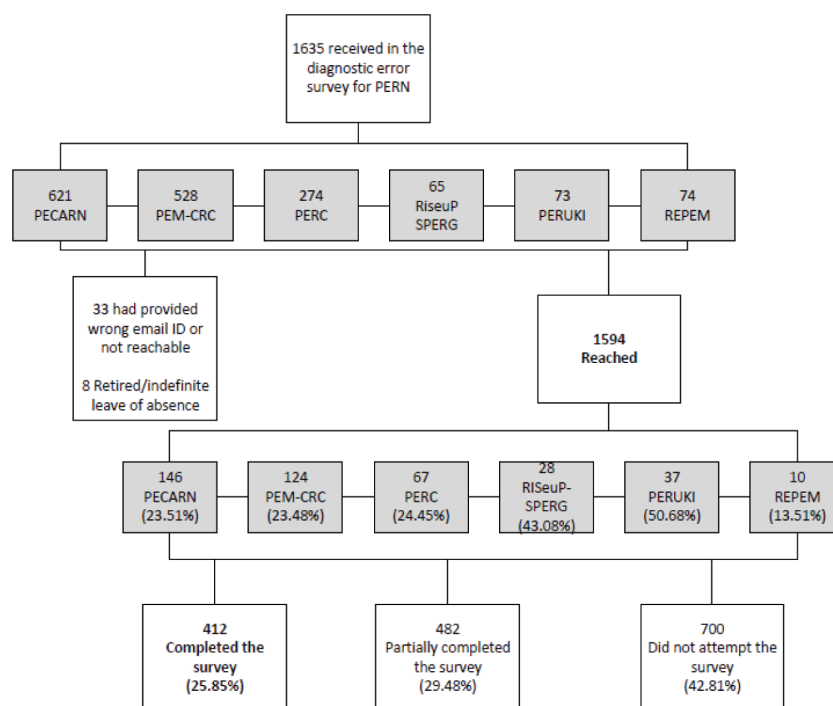 1635 received in the
diagnostic error
survey for PERN
621
PECARN
528
PEM-CRC
274
PERC
65
RiseuP
SPERG
73
PERUKI
74
REPEM
33 had provided
wrong email ID or
not reachable
8 Retired/indefinite
leave of absence
1594
Reached
146
PECARN
(23.51%)
124
PEM-CRC
(23.48%)
67
PERC
(24.45%)
28
RISeuP-
SPERG
(43.08%)
37
PERUKI
(50.68%)
10
REPEM
(13.51%)
412
Completed the
survey
(25.85%)
482
Partially completed
the survey
(29.48%)
700
Did not attempt the
survey
(42.81%)